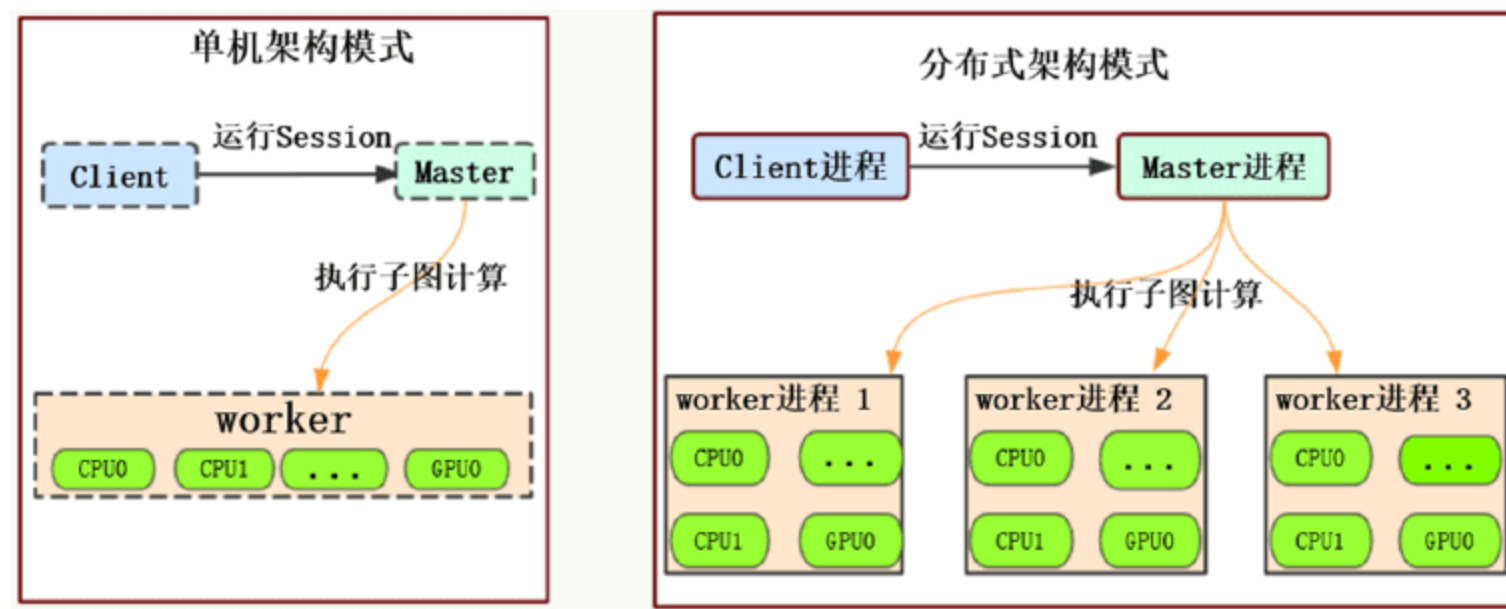 单机架构模式
运行Session
Client
Master
执行子图计算
worker
CPU0
CPU1
...
GPU0
分布式架构模式
运行Session
Client进程
Master进程
执行子图计算
worker进程 1
CPU0
...
CPU1
GPU0
worker进程 2
CPU0
...
CPU1
GPU0
worker进程 3
CPU0
...
CPU1
GPU0